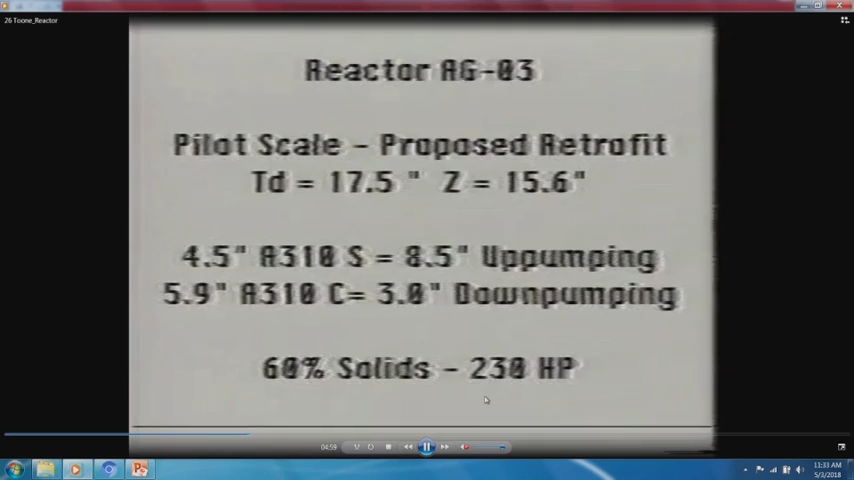 26 Toone_Reactor
Reactor AG-03
Pilot Scale - Proposed Retrofit
Td = 17.5 " Z = 15.6"
4.5" A310 S = 8.5" Uppumping
5.9" A310 C= 3.0" Downpumping
60% Solids - 230 HP
04:59
11:33 AM
5/3/2018